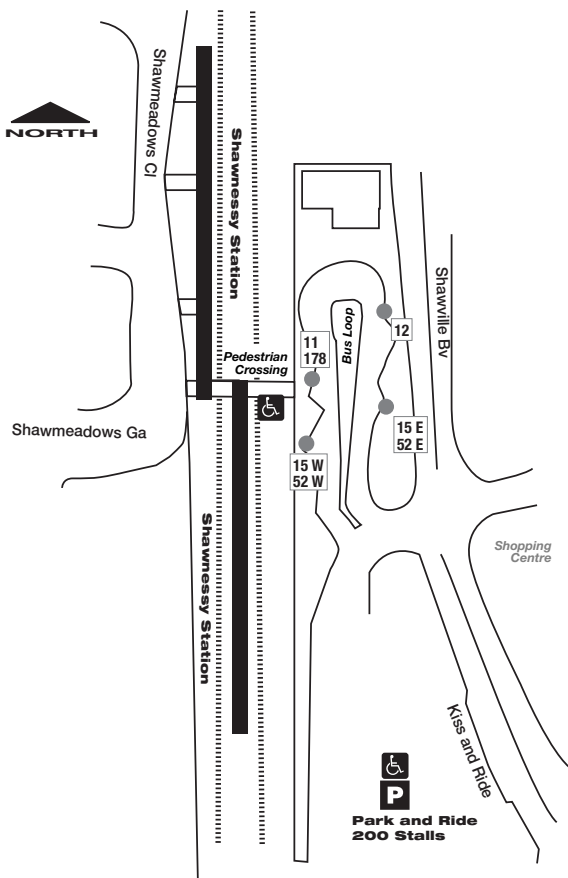 Shawmeadows Cl
NORTH
Shawnessy Station
Shawville Bv
Bus Loop
12
11
178
Pedestrian
Crossing
15 E
52 E
Shawmeadows Ga
15 W
52 W
Shawnessy Station
Shopping
Centre
Kiss and Ride
P
Park and Ride
200 Stalls